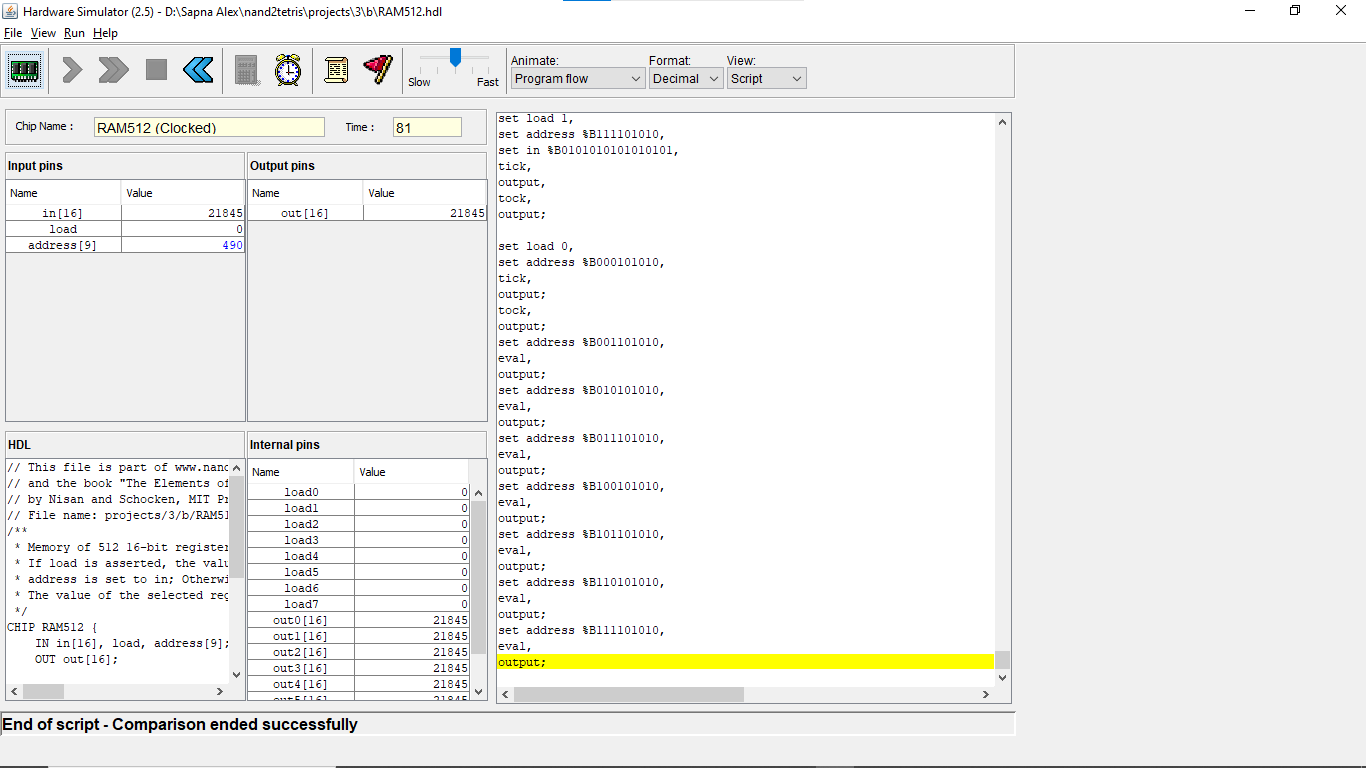 Hardware Simulator (2.5) - D:\Sapna Alex\nand2tetris\projects\3\b\RAM512.hdl
File View Run Help
Slow Fast
Animate: Format: View:
Program flow Decimal Script
Chip Name : RAM512 (Clocked) Time : 81
Input pins
Name Value
in[16] 21845
load 0
address[9] 490
Output pins
Name Value
out[16] 21845
HDL
// This file is part of www.nand
// and the book "The Elements of
// by Nisan and Schocken, MIT Pr
// File name: projects/3/b/RAM51
/**
* Memory of 512 16-bit register
* If load is asserted, the valu
* address is set to in; Otherwi
* The value of the selected reg
*/
CHIP RAM512 {
IN in[16], load, address[9];
OUT out[16];
Internal pins
Name Value
load0 0
load1 0
load2 0
load3 0
load4 0
load5 0
load6 0
load7 0
out0[16] 21845
out1[16] 21845
out2[16] 21845
out3[16] 21845
out4[16] 21845
out5[16] 21845
set load 1,
set address %B111101010,
set in %B0101010101010101,
tick,
output,
tock,
output;
set load 0,
set address %B000101010,
tick,
output;
tock,
output;
set address %B001101010,
eval,
output;
set address %B010101010,
eval,
output;
set address %B011101010,
eval,
output;
set address %B100101010,
eval,
output;
set address %B101101010,
eval,
output;
set address %B110101010,
eval,
output;
set address %B111101010,
eval,
output;
End of script - Comparison ended successfully